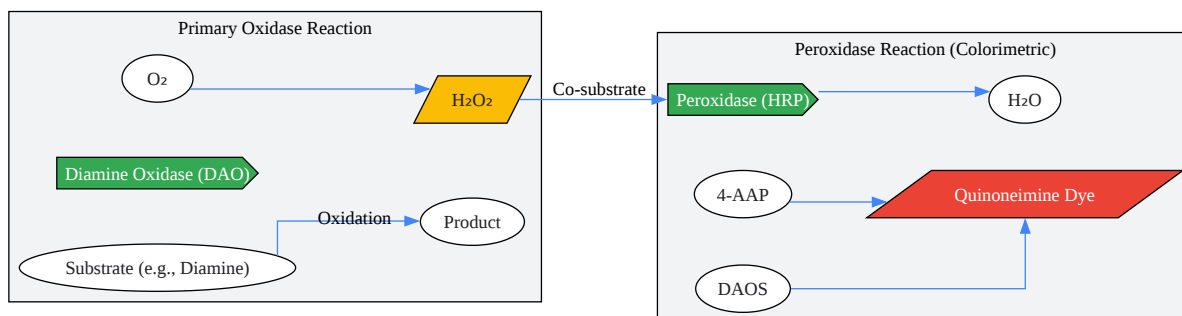 Primary Oxidase Reaction
O₂
H₂O₂
Diamine Oxidase (DAO)
Oxidation
Product
Substrate (e.g., Diamine)
Co-substrate
Peroxidase Reaction (Colorimetric)
Peroxidase (HRP)
H₂O
4-AAP
Quinoneimine Dye
DAOS